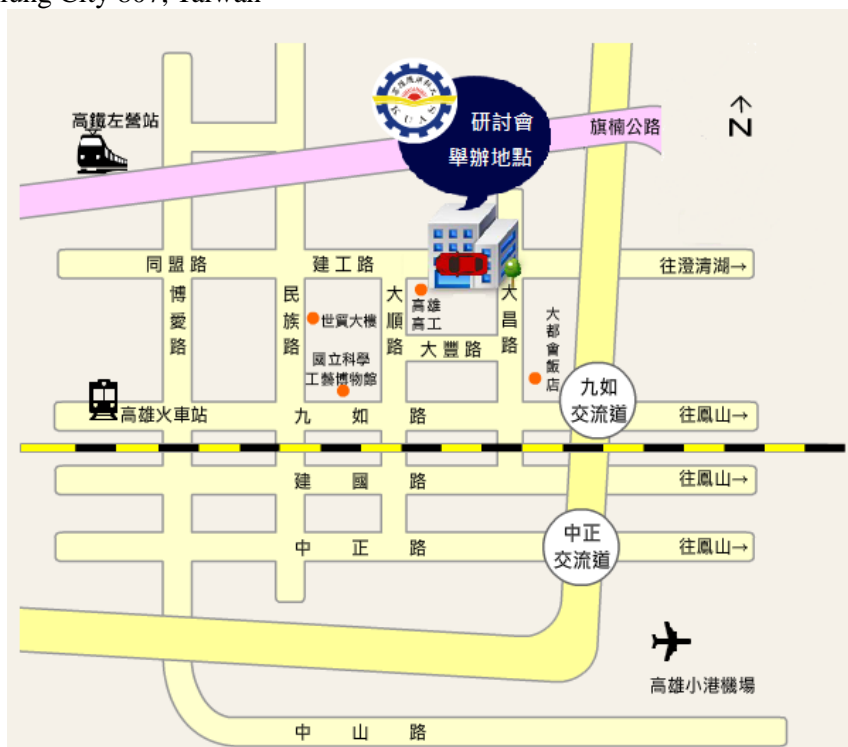 ung City 807, Taiwan
研討會
舉辦地點
KUAS
高鐵左營站
旗楠公路
N
同盟路
建工路
往澄清湖→
博愛路
民族路
大順路
大昌路
高雄
高工
世貿大樓
大都會飯店
大豐路
國立科學
工藝博物館
九如
交流道
高雄火車站
九如路
往鳳山→
建國路
往鳳山→
中正
交流道
中正路
往鳳山→
高雄小港機場
中山路